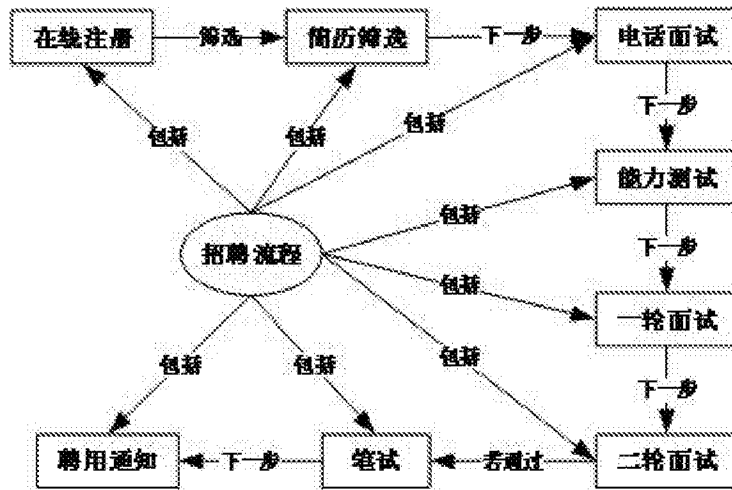 在线注册 筛选 简历筛选 下一步 电话面试
下一步
包括 包括 包括
能力测试
包括
招聘流程 下一步
包括
一轮面试
包括 包括 包括
下一步
聘用通知 下一步 笔试 若通过 二轮面试